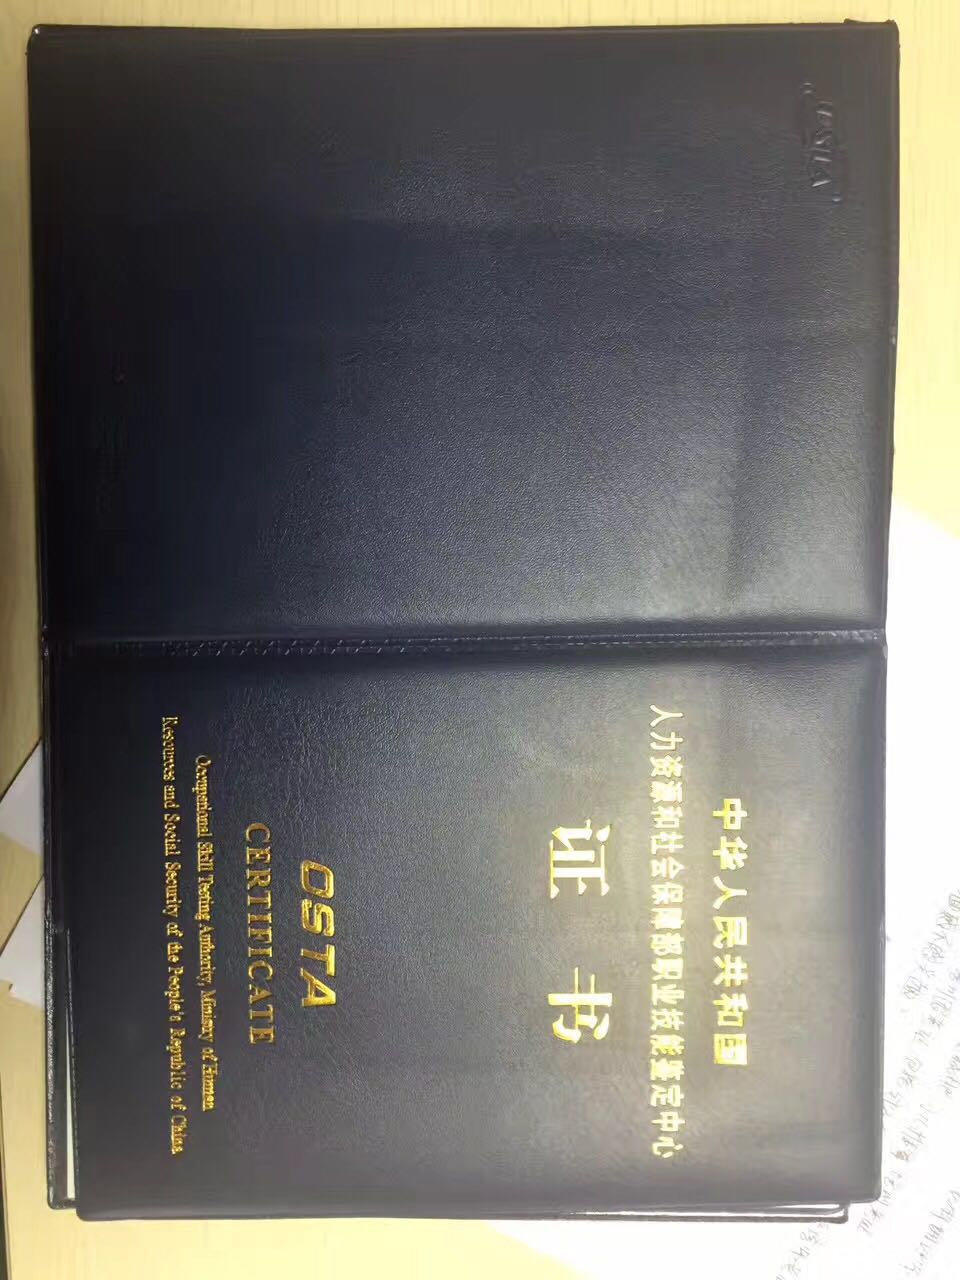 中华人民共和国
人力资源和社会保障部职业技能鉴定中心
证书
OSTA
CERTIFICATE
Occupational Skill Testing Authority, Ministry of Human
Resources and Social Security of the People's Republic of China
OSTA